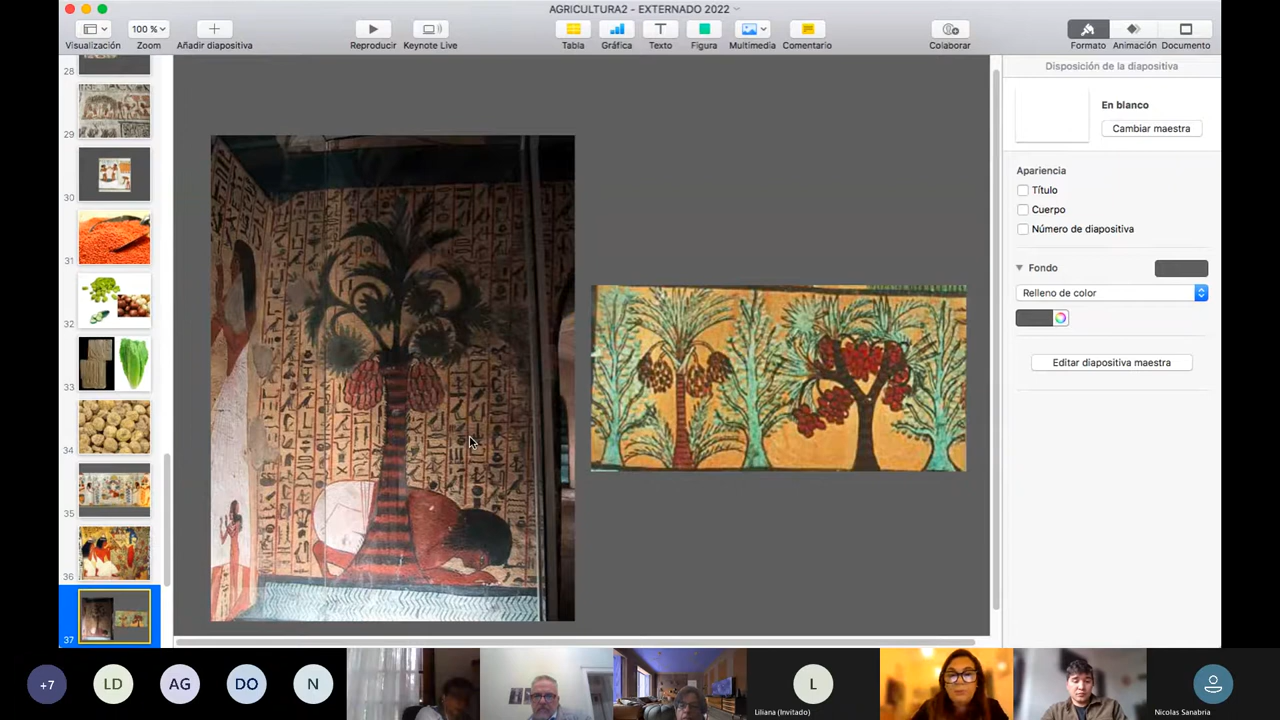 AGRICULTURA2 - EXTERNADO 2022
100 %
Visualización
Zoom
Añadir diapositiva
Reproducir
Keynote Live
Tabla
Gráfica
Texto
Figura
Multimedia
Comentario
Colaborar
Formato
Animación
Documento
28
29
30
31
32
33
34
35
36
37
Disposición de la diapositiva
En blanco
Cambiar maestra
Apariencia
Título
Cuerpo
Número de diapositiva
Fondo
Relleno de color
Editar diapositiva maestra
+7
LD
AG
DO
N
L
Liliana (Invitado)
Nicolas Sanabria